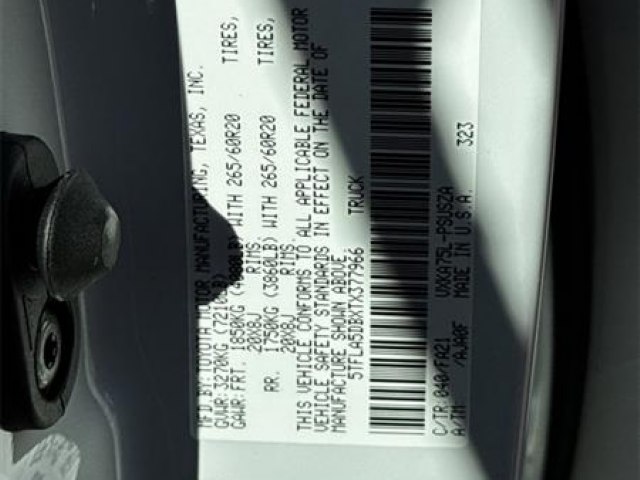 MFD.BY:TOYOTA MOTOR MANUFACTURING, TEXAS, INC.
GVWR:3270KG (7210LB)
GAWR:FRT. 1850KG (4080LB) WITH 265/60R20 TIRES,
20X8J RIMS.
RR. 1750KG (3860LB) WITH 265/60R20 TIRES,
20X8J RIMS.
THIS VEHICLE CONFORMS TO ALL APPLICABLE FEDERAL MOTOR
VEHICLE SAFETY STANDARDS IN EFFECT ON THE DATE OF
MANUFACTURE SHOWN ABOVE.
5TFLA5DBXTX377966 TRUCK
C/TR:040/FA21 VXKA75L-PSUSZA
A/TM /AJA0F MADE IN U.S.A. 323